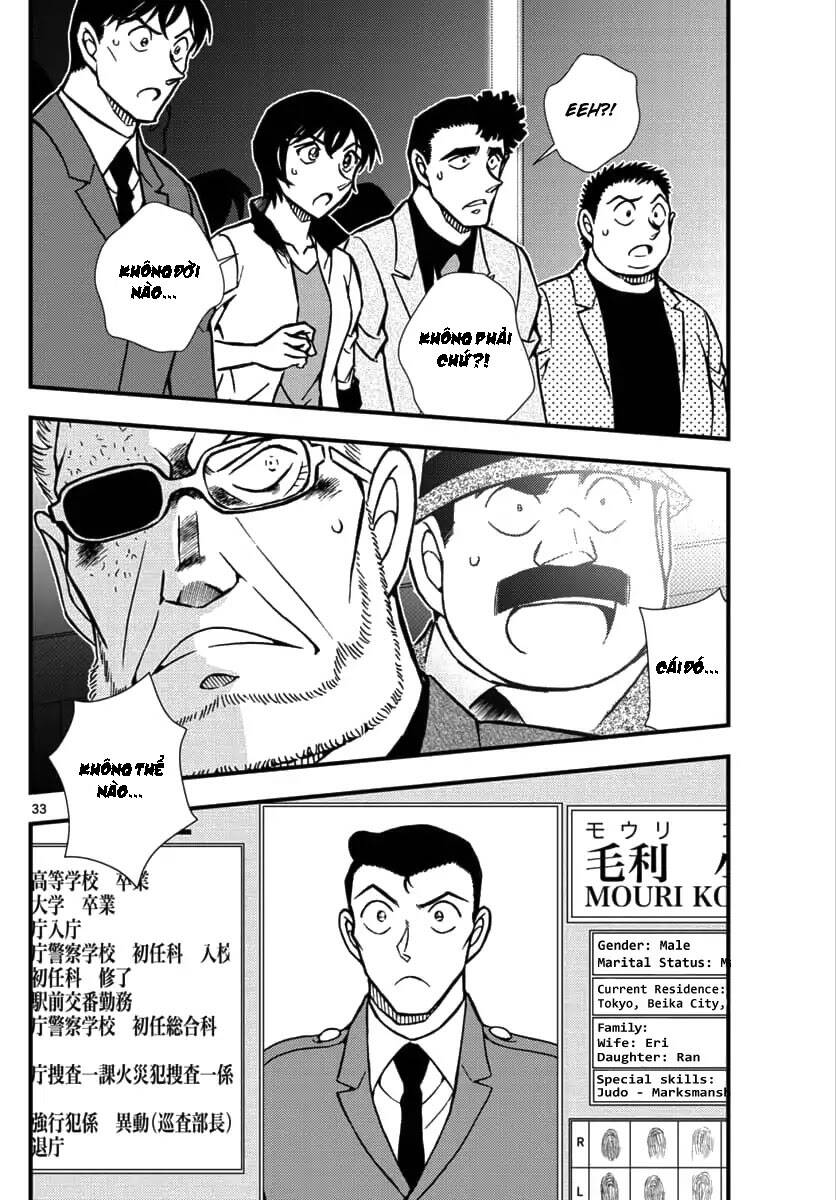 EEH?!
KHÔNG ĐỜI
NÀO...
KHÔNG PHẢI
CHỨ?!
CÁI ĐÓ...
KHÔNG THỂ
NÀO...
33
高等学校 卒業
大学 卒業
庁入庁
庁警察学校 初任科 入校
初任科 修了
駅前交番勤務
庁警察学校 初任総合科
庁捜査一課火災犯捜査一係
強行犯係 異動(巡査部長)
退庁
モウリ
毛利
MOURI KO
Gender: Male
Marital Status: Ma
Current Residence:
Tokyo, Beika City,
Family:
Wife: Eri
Daughter: Ran
Special skills:
Judo - Marksmansh
R
L